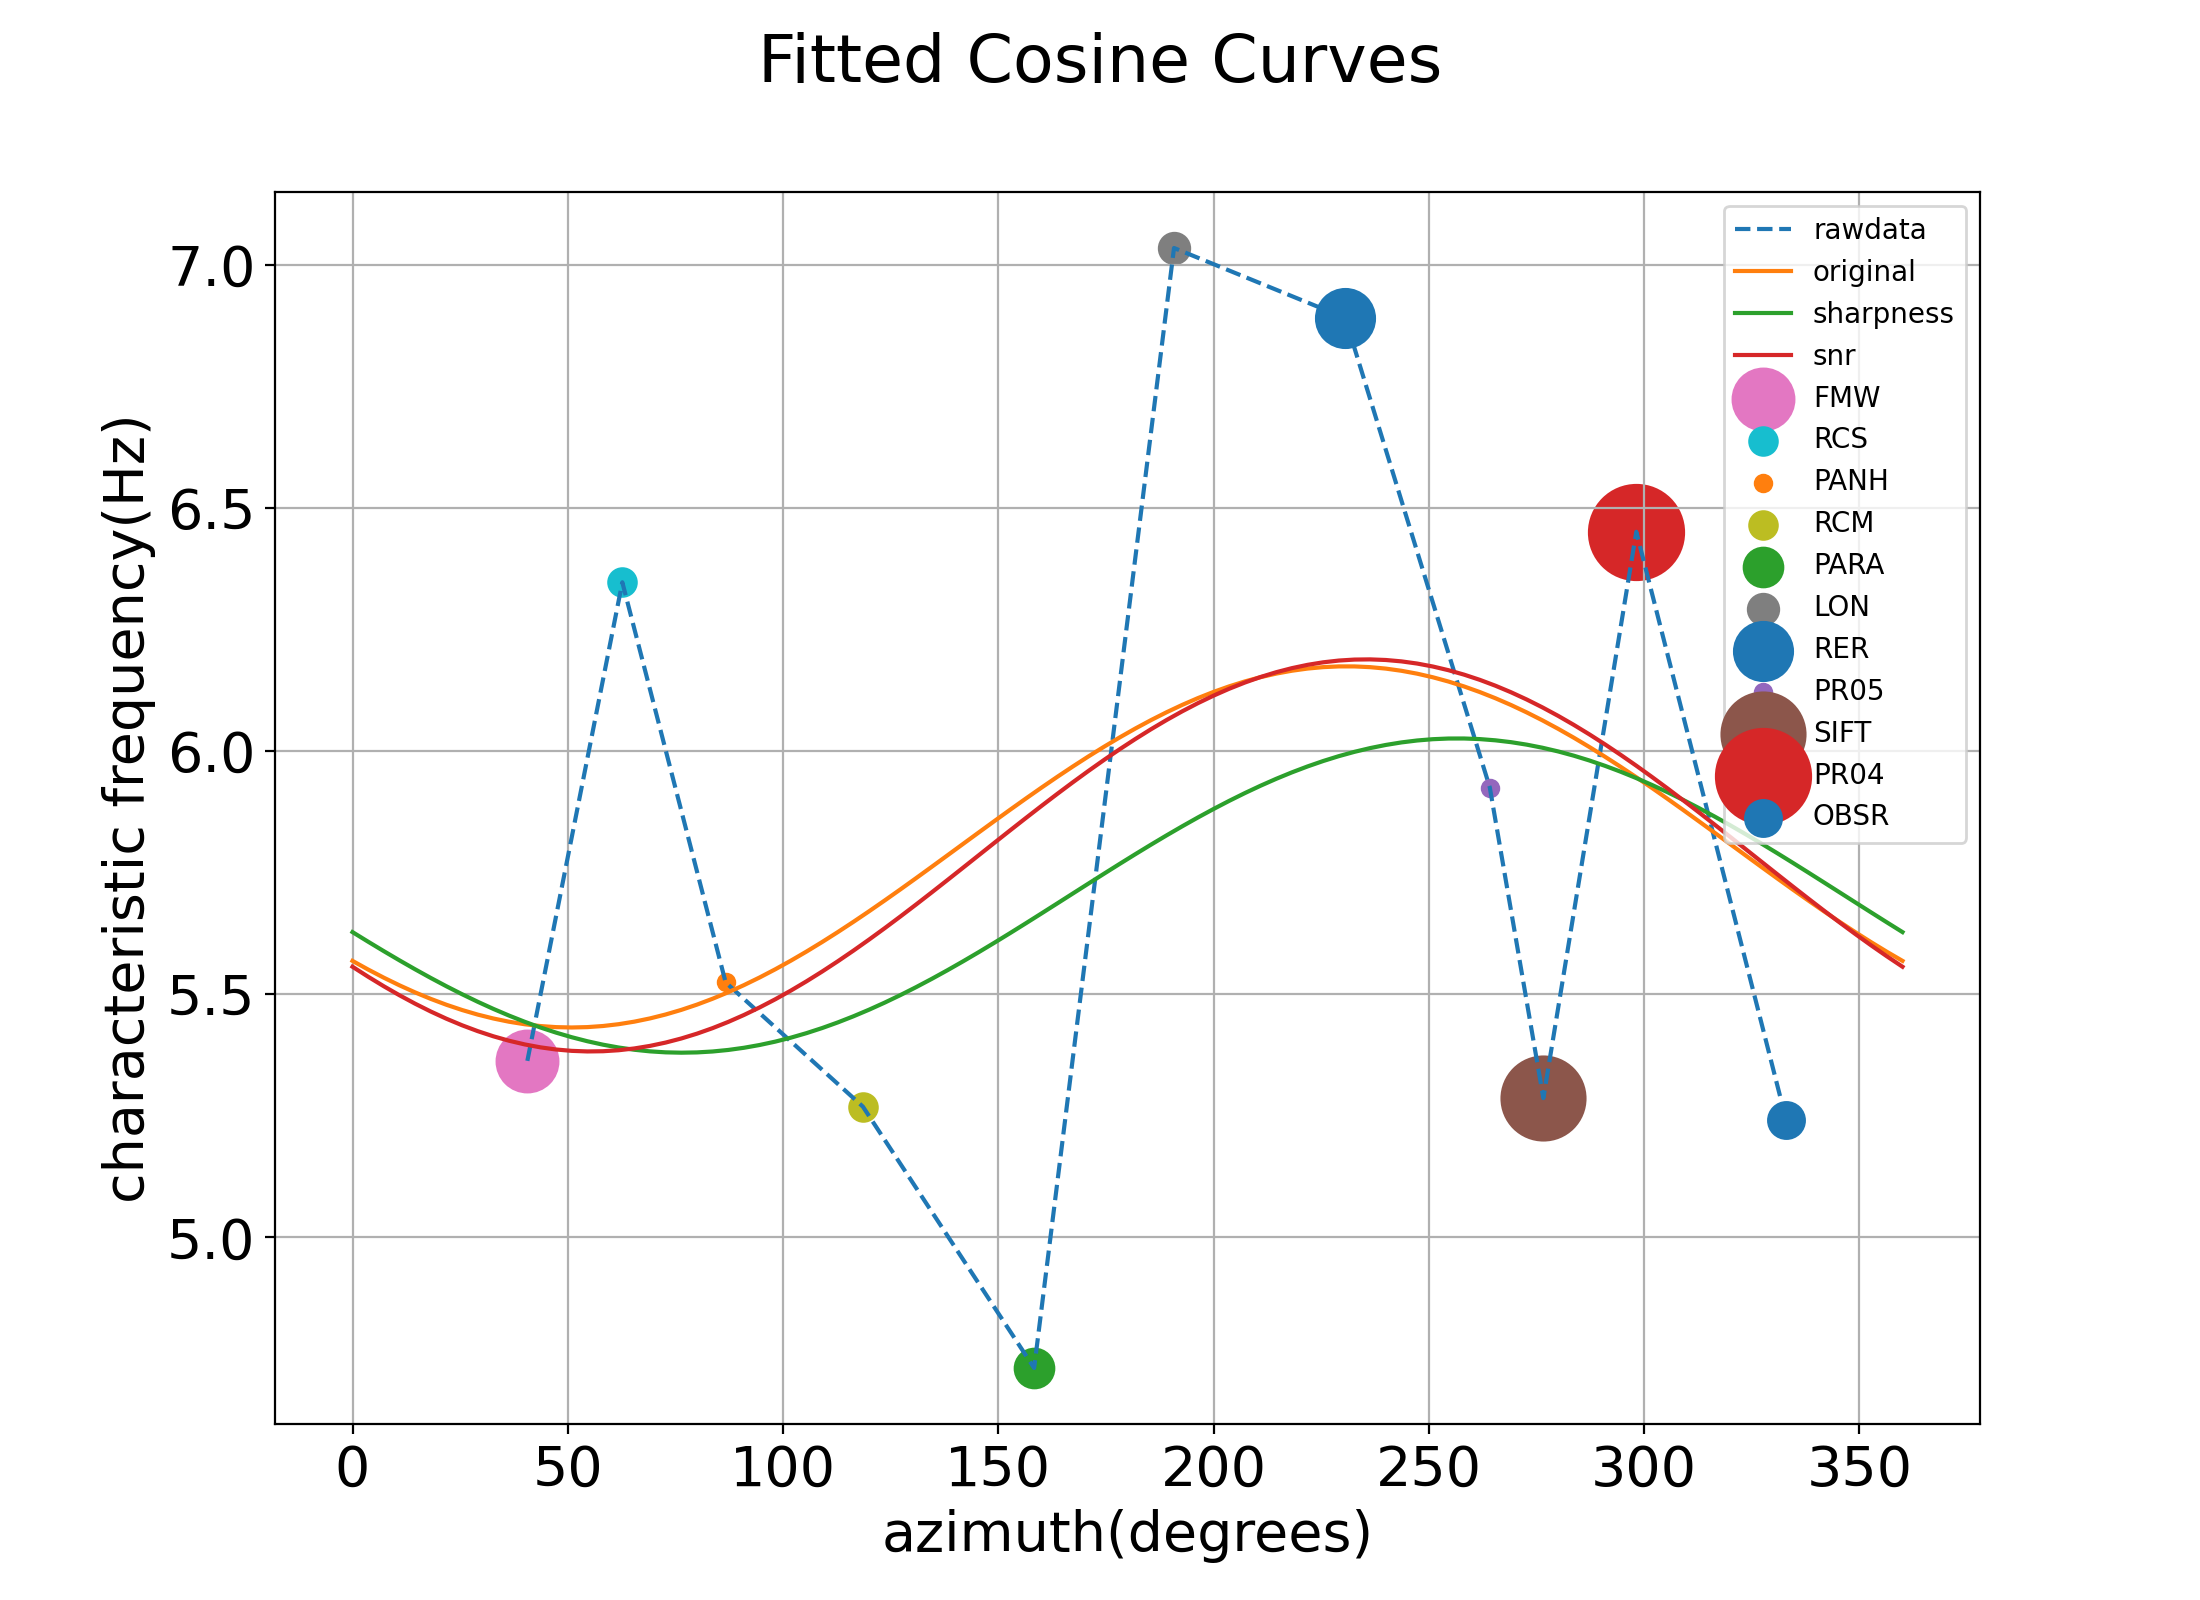 Fitted Cosine Curves
characteristic frequency(Hz)
7.0
6.5
6.0
5.5
5.0
rawdata
original
sharpness
snr
FMW
RCS
PANH
RCM
PARA
LON
RER
PR05
SIFT
PR04
OBSR
0 50 100 150 200 250 300 350
azimuth(degrees)